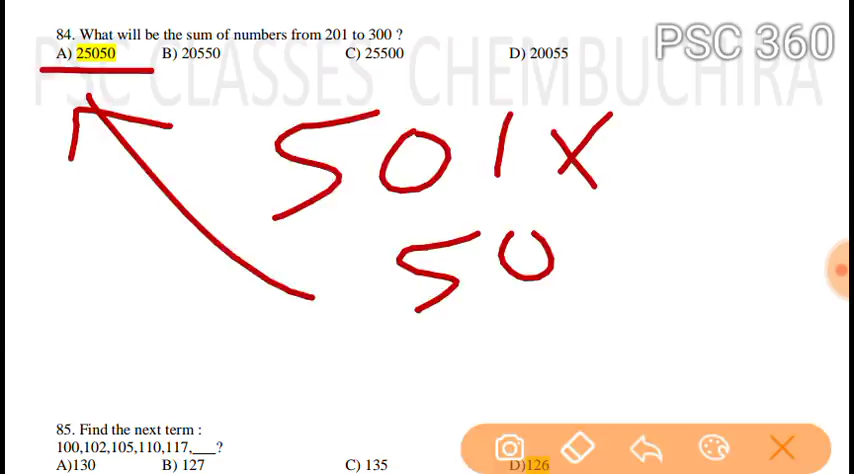 84. What will be the sum of numbers from 201 to 300 ?
A) 25050 B) 20550 C) 25500 D) 20055
PSC 360
PSC CLASSES CHEMBUCHIRA
501 x
50
85. Find the next term :
100,102,105,110,117,___?
A)130 B) 127 C) 135 D)126